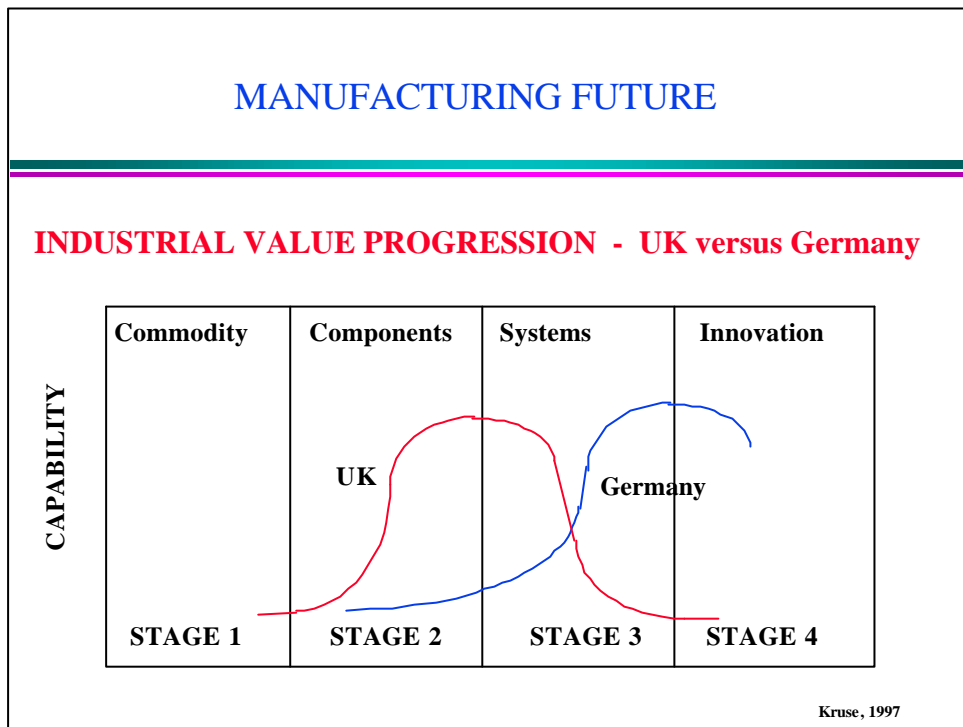 MANUFACTURING FUTURE
INDUSTRIAL VALUE PROGRESSION - UK versus Germany
Commodity Components Systems Innovation
CAPABILITY
UK Germany
STAGE 1 STAGE 2 STAGE 3 STAGE 4
Kruse, 1997